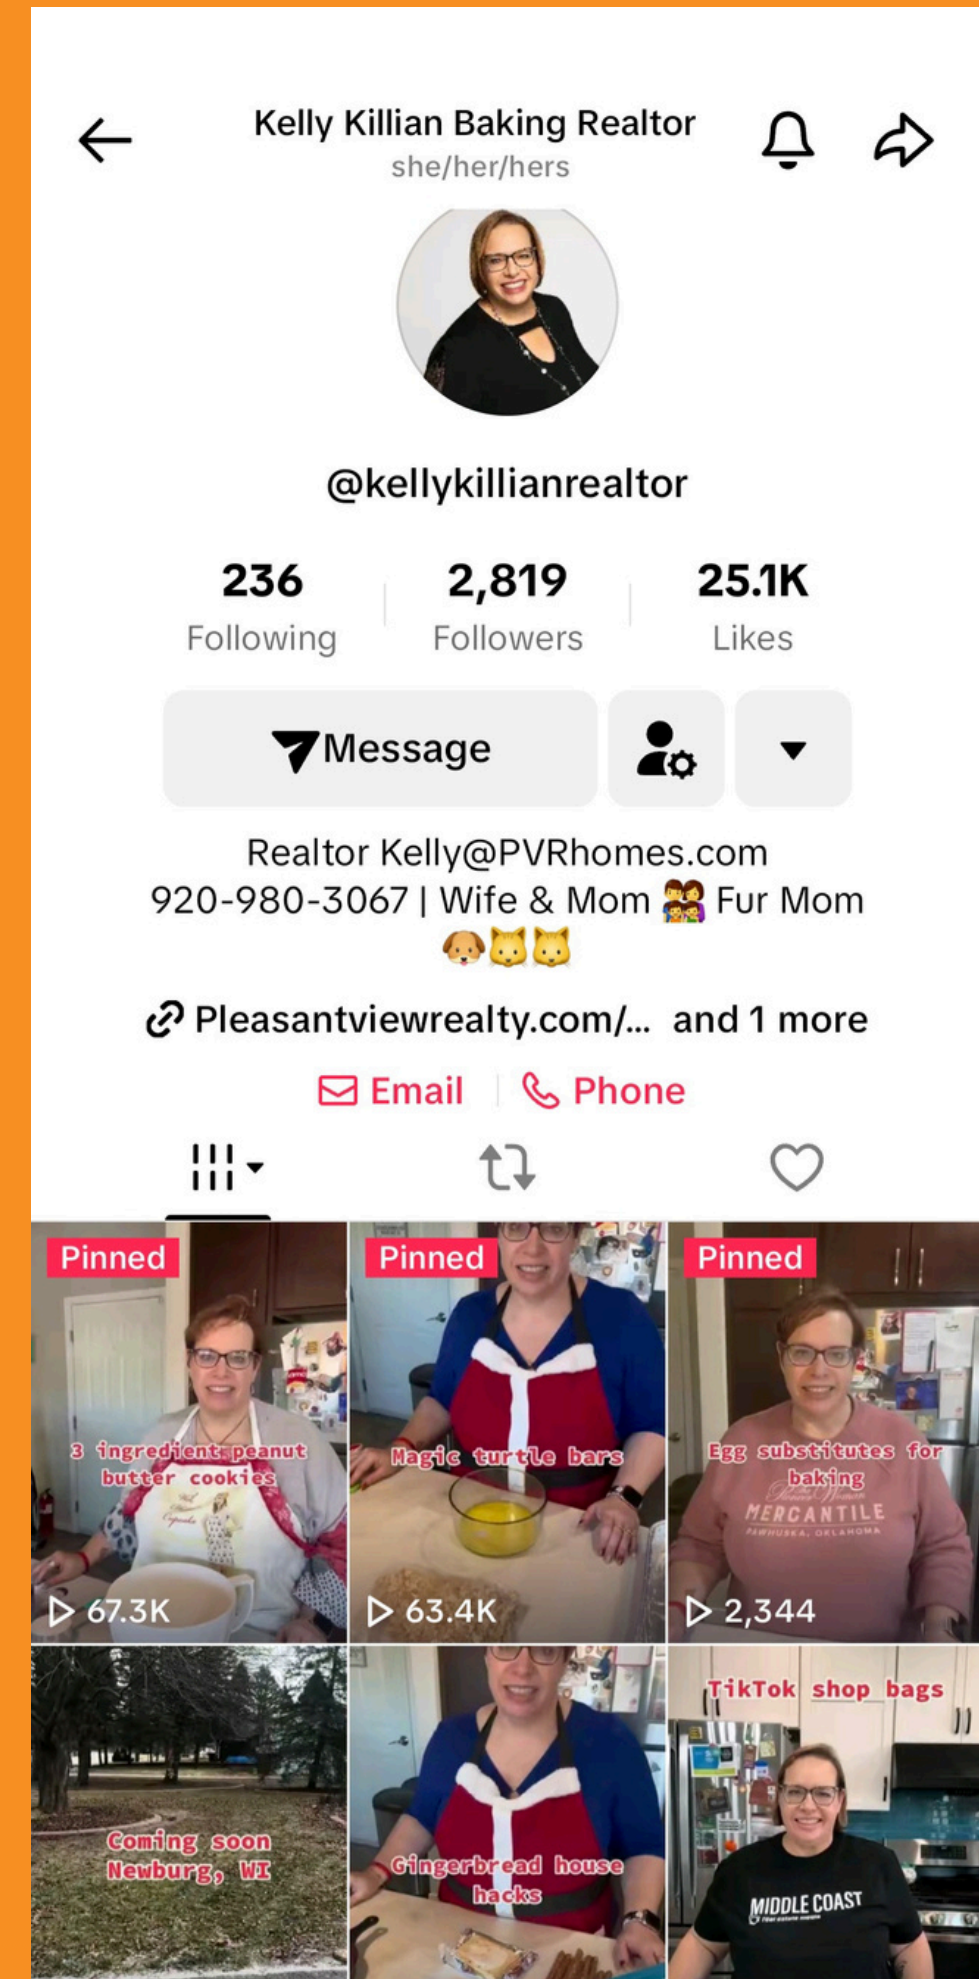 Kelly Killian Baking Realtor
she/her/hers
@kellykillianrealtor
236 2,819 25.1K
Following Followers Likes
Message
Realtor Kelly@PVRhomes.com
920-980-3067 | Wife & Mom 👨‍👩‍👧‍👦 Fur Mom
🐶🐱🐱
Pleasantviewrealty.com/... and 1 more
Email Phone
Pinned
3 ingredient peanut
butter cookies
67.3K
Pinned
Magic turtle bars
63.4K
Pinned
Egg substitutes for
baking
MERCANTILE
PAWHUSKA, OKLAHOMA
2,344
Coming soon
Newburg, WI
Gingerbread house
hacks
TikTok shop bags
MIDDLE COAST